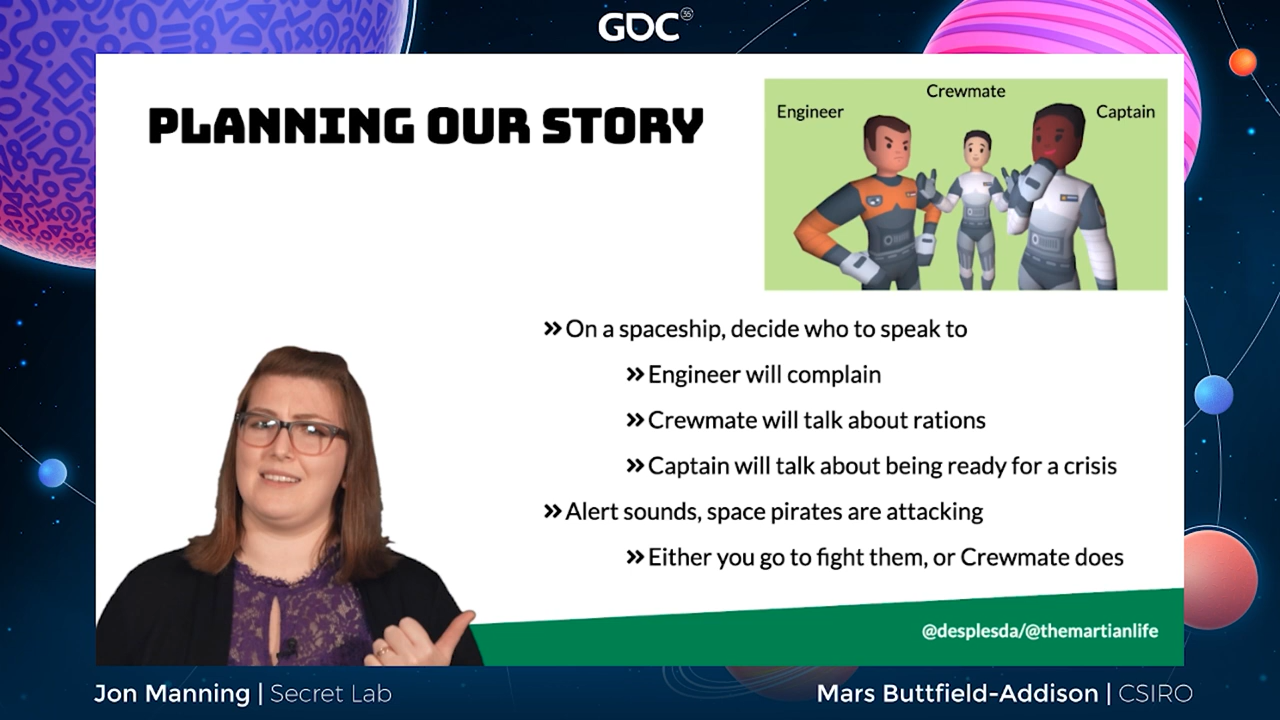 GDC 35
PLANNING OUR STORY
Engineer
Crewmate
Captain
On a spaceship, decide who to speak to
Engineer will complain
Crewmate will talk about rations
Captain will talk about being ready for a crisis
Alert sounds, space pirates are attacking
Either you go to fight them, or Crewmate does
@desplesda/@themartianlife
Jon Manning | Secret Lab
Mars Buttfield-Addison | CSIRO